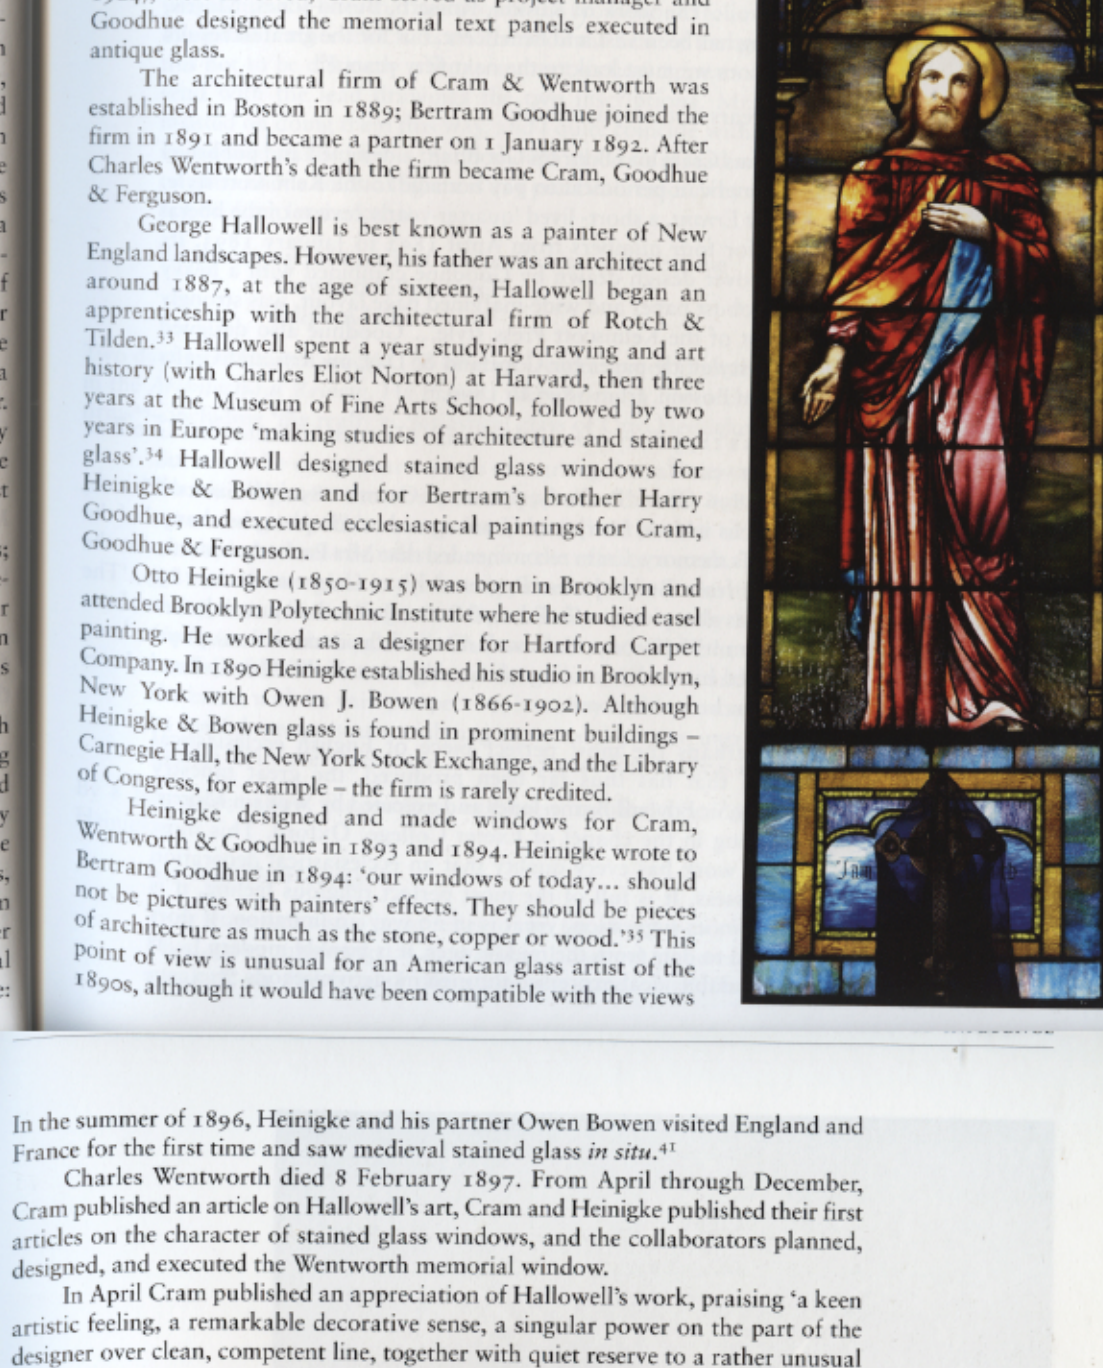 Goodhue designed the memorial text panels executed in
antique glass.
The architectural firm of Cram & Wentworth was
established in Boston in 1889; Bertram Goodhue joined the
firm in 1891 and became a partner on 1 January 1892. After
Charles Wentworth's death the firm became Cram, Goodhue
& Ferguson.
George Hallowell is best known as a painter of New
England landscapes. However, his father was an architect and
around 1887, at the age of sixteen, Hallowell began an
apprenticeship with the architectural firm of Rotch &
Tilden.³³ Hallowell spent a year studying drawing and art
history (with Charles Eliot Norton) at Harvard, then three
years at the Museum of Fine Arts School, followed by two
years in Europe ‘making studies of architecture and stained
glass’.³⁴ Hallowell designed stained glass windows for
Heinigke & Bowen and for Bertram's brother Harry
Goodhue, and executed ecclesiastical paintings for Cram,
Goodhue & Ferguson.
Otto Heinigke (1850-1915) was born in Brooklyn and
attended Brooklyn Polytechnic Institute where he studied easel
painting. He worked as a designer for Hartford Carpet
Company. In 1890 Heinigke established his studio in Brooklyn,
New York with Owen J. Bowen (1866-1902). Although
Heinigke & Bowen glass is found in prominent buildings –
Carnegie Hall, the New York Stock Exchange, and the Library
of Congress, for example – the firm is rarely credited.
Heinigke designed and made windows for Cram,
Wentworth & Goodhue in 1893 and 1894. Heinigke wrote to
Bertram Goodhue in 1894: ‘our windows of today... should
not be pictures with painters’ effects. They should be pieces
of architecture as much as the stone, copper or wood.’³⁵ This
point of view is unusual for an American glass artist of the
1890s, although it would have been compatible with the views
In the summer of 1896, Heinigke and his partner Owen Bowen visited England and
France for the first time and saw medieval stained glass in situ.⁴¹
Charles Wentworth died 8 February 1897. From April through December,
Cram published an article on Hallowell's art, Cram and Heinigke published their first
articles on the character of stained glass windows, and the collaborators planned,
designed, and executed the Wentworth memorial window.
In April Cram published an appreciation of Hallowell's work, praising ‘a keen
artistic feeling, a remarkable decorative sense, a singular power on the part of the
designer over clean, competent line, together with quiet reserve to a rather unusual